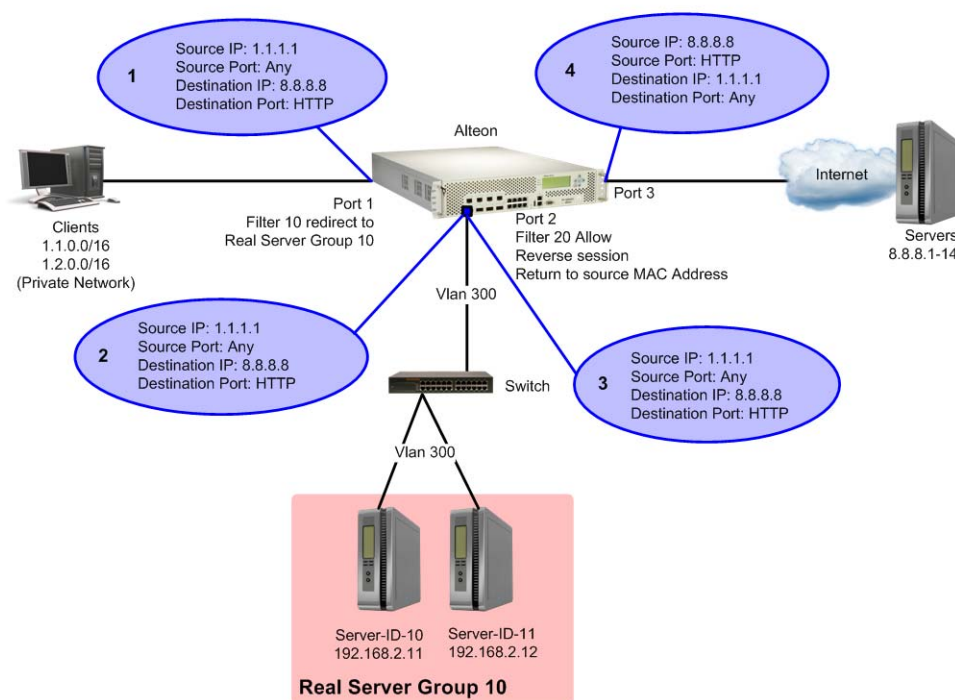 1
Source IP: 1.1.1.1
Source Port: Any
Destination IP: 8.8.8.8
Destination Port: HTTP
4
Source IP: 8.8.8.8
Source Port: HTTP
Destination IP: 1.1.1.1
Destination Port: Any
Alteon
Internet
Clients
1.1.0.0/16
1.2.0.0/16
(Private Network)
Port 1
Filter 10 redirect to
Real Server Group 10
Port 2
Filter 20 Allow
Reverse session
Return to source MAC Address
Port 3
Servers
8.8.8.1-14
Vlan 300
2
Source IP: 1.1.1.1
Source Port: Any
Destination IP: 8.8.8.8
Destination Port: HTTP
3
Source IP: 1.1.1.1
Source Port: Any
Destination IP: 8.8.8.8
Destination Port: HTTP
Switch
Vlan 300
Server-ID-10
192.168.2.11
Server-ID-11
192.168.2.12
Real Server Group 10